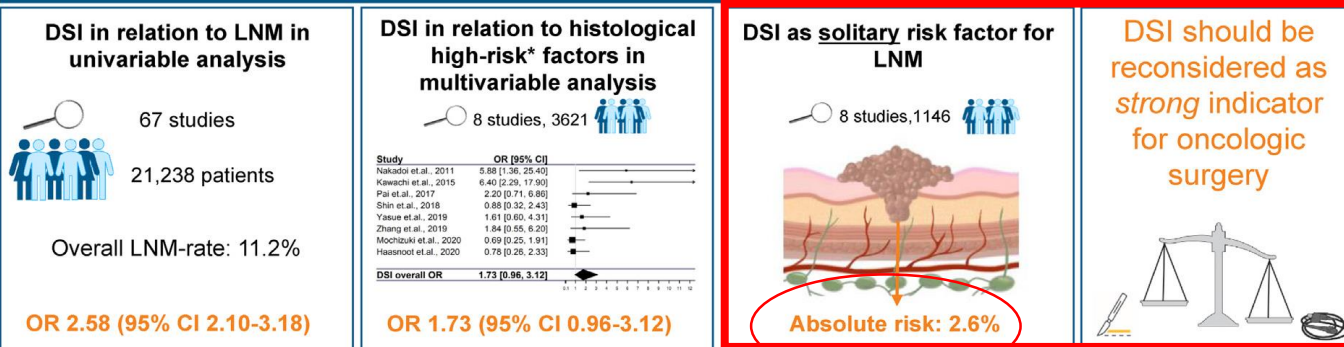 DSI in relation to LNM in
univariable analysis
67 studies
21,238 patients
Overall LNM-rate: 11.2%
OR 2.58 (95% CI 2.10-3.18)
DSI in relation to histological
high-risk* factors in
multivariable analysis
8 studies, 3621
Study OR [95% CI]
Nakadoi et.al., 2011 5.88 [1.36, 25.40]
Kawachi et.al., 2015 6.40 [2.29, 17.90]
Pai et.al., 2017 2.20 [0.71, 6.86]
Shin et.al., 2018 0.88 [0.32, 2.43]
Yasue et.al., 2019 1.61 [0.60, 4.31]
Zhang et.al., 2019 1.84 [0.55, 6.20]
Mochizuki et.al., 2020 0.69 [0.25, 1.91]
Haasnoot et.al., 2020 0.78 [0.26, 2.33]
DSI overall OR 1.73 [0.96, 3.12]
OR 1.73 (95% CI 0.96-3.12)
DSI as solitary risk factor for
LNM
8 studies,1146
Absolute risk: 2.6%
DSI should be
reconsidered as
strong indicator
for oncologic
surgery